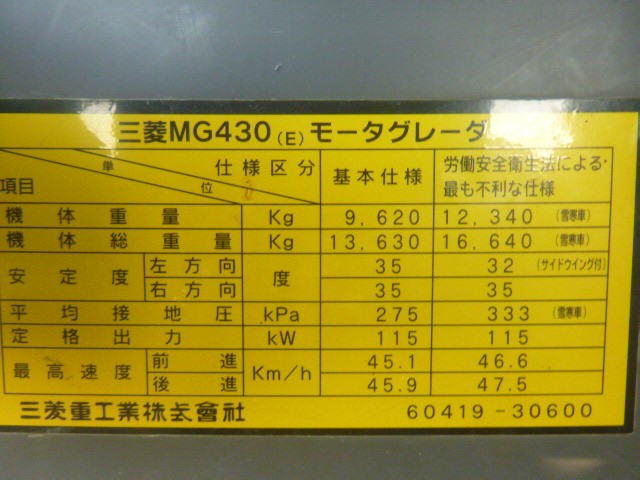 三菱MG430(E)モータグレーダ
項目 単位 仕様区分 基本仕様 労働安全衛生法による最も不利な仕様
機体重量 Kg 9,620 12,340 (雪寒車)
機体総重量 Kg 13,630 16,640 (雪寒車)
安定度 左方向 度 35 32 (サイドウイング付)
右方向 35 35
平均接地圧 kPa 275 333 (雪寒車)
定格出力 kW 115 115
最高速度 前進 Km/h 45.1 46.6
後進 45.9 47.5
三菱重工業株式會社 60419-30600